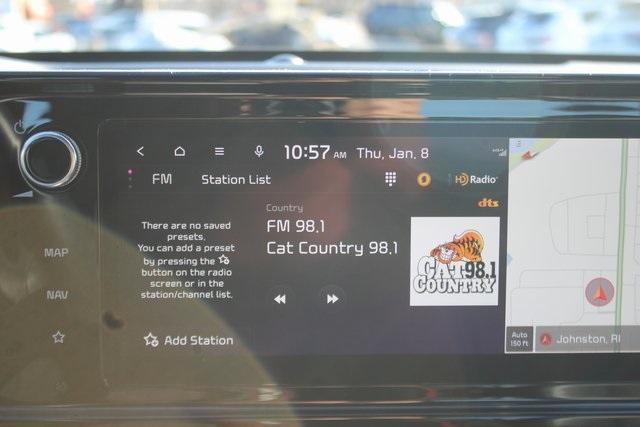 10:57 AM Thu, Jan, 8
FM Station List HD Radio
dts
Country
FM 98.1
Cat Country 98.1
There are no saved
presets.
You can add a preset
by pressing the
button on the radio
screen or in the
station/channel list.
Add Station
CAT 98.1
COUNTRY
MAP
NAV
Auto
150 ft
Johnston, RI